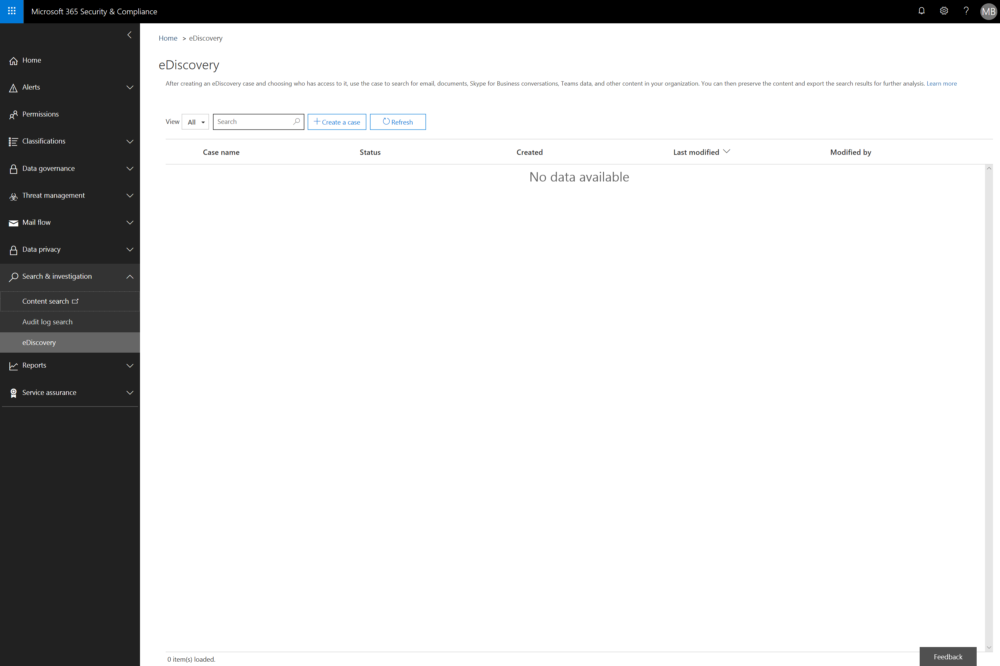 Microsoft 365 Security & Compliance
MB
Home
Alerts
Permissions
Classifications
Data governance
Threat management
Mail flow
Data privacy
Search & investigation
Content search
Audit log search
eDiscovery
Reports
Service assurance
Home > eDiscovery
eDiscovery
After creating an eDiscovery case and choosing who has access to it, use the case to search for email, documents, Skype for Business conversations, Teams data, and other content in your organization. You can then preserve the content and export the search results for further analysis. Learn more
View All Search Create a case Refresh
Case name Status Created Last modified Modified by
No data available
0 item(s) loaded.
Feedback